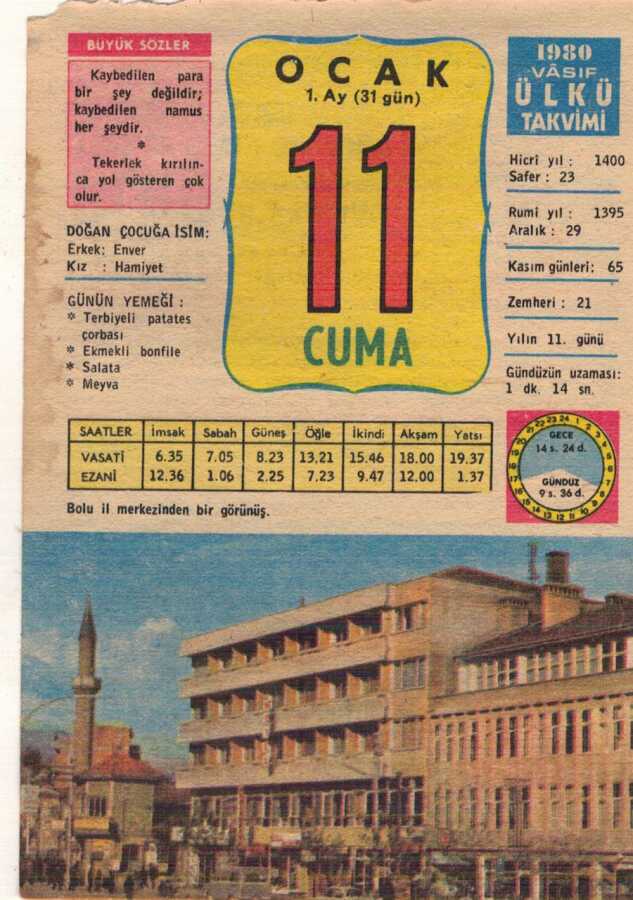 BÜYÜK SÖZLER
Kaybedilen para
bir şey değildir;
kaybedilen namus
her şeydir.
*
Tekerlek kırılın-
ca yol gösteren çok
olur.
DOĞAN ÇOCUĞA İSİM:
Erkek: Enver
Kız : Hamiyet
GÜNÜN YEMEĞİ :
* Terbiyeli patates
çorbası
* Ekmekli bonfile
* Salata
* Meyva
OCAK
1. Ay (31 gün)
11
CUMA
1980
VÂSIF
ÜLKÜ
TAKVİMİ
Hicrî yıl : 1400
Safer : 23
Rumi yıl : 1395
Aralık : 29
Kasım günleri: 65
Zemheri : 21
Yılın 11. günü
Gündüzün uzaması:
1 dk. 14 sn.
SAATLER İmsak Sabah Güneş Öğle İkindi Akşam Yatsı
VASATİ 6.35 7.05 8.23 13,21 15.46 18.00 19.37
EZANİ 12.36 1.06 2.25 7.23 9.47 12.00 1.37
GECE
14 s. 24 d.
GÜNDÜZ
9 s. 36 d.
Bolu il merkezinden bir görünüş.